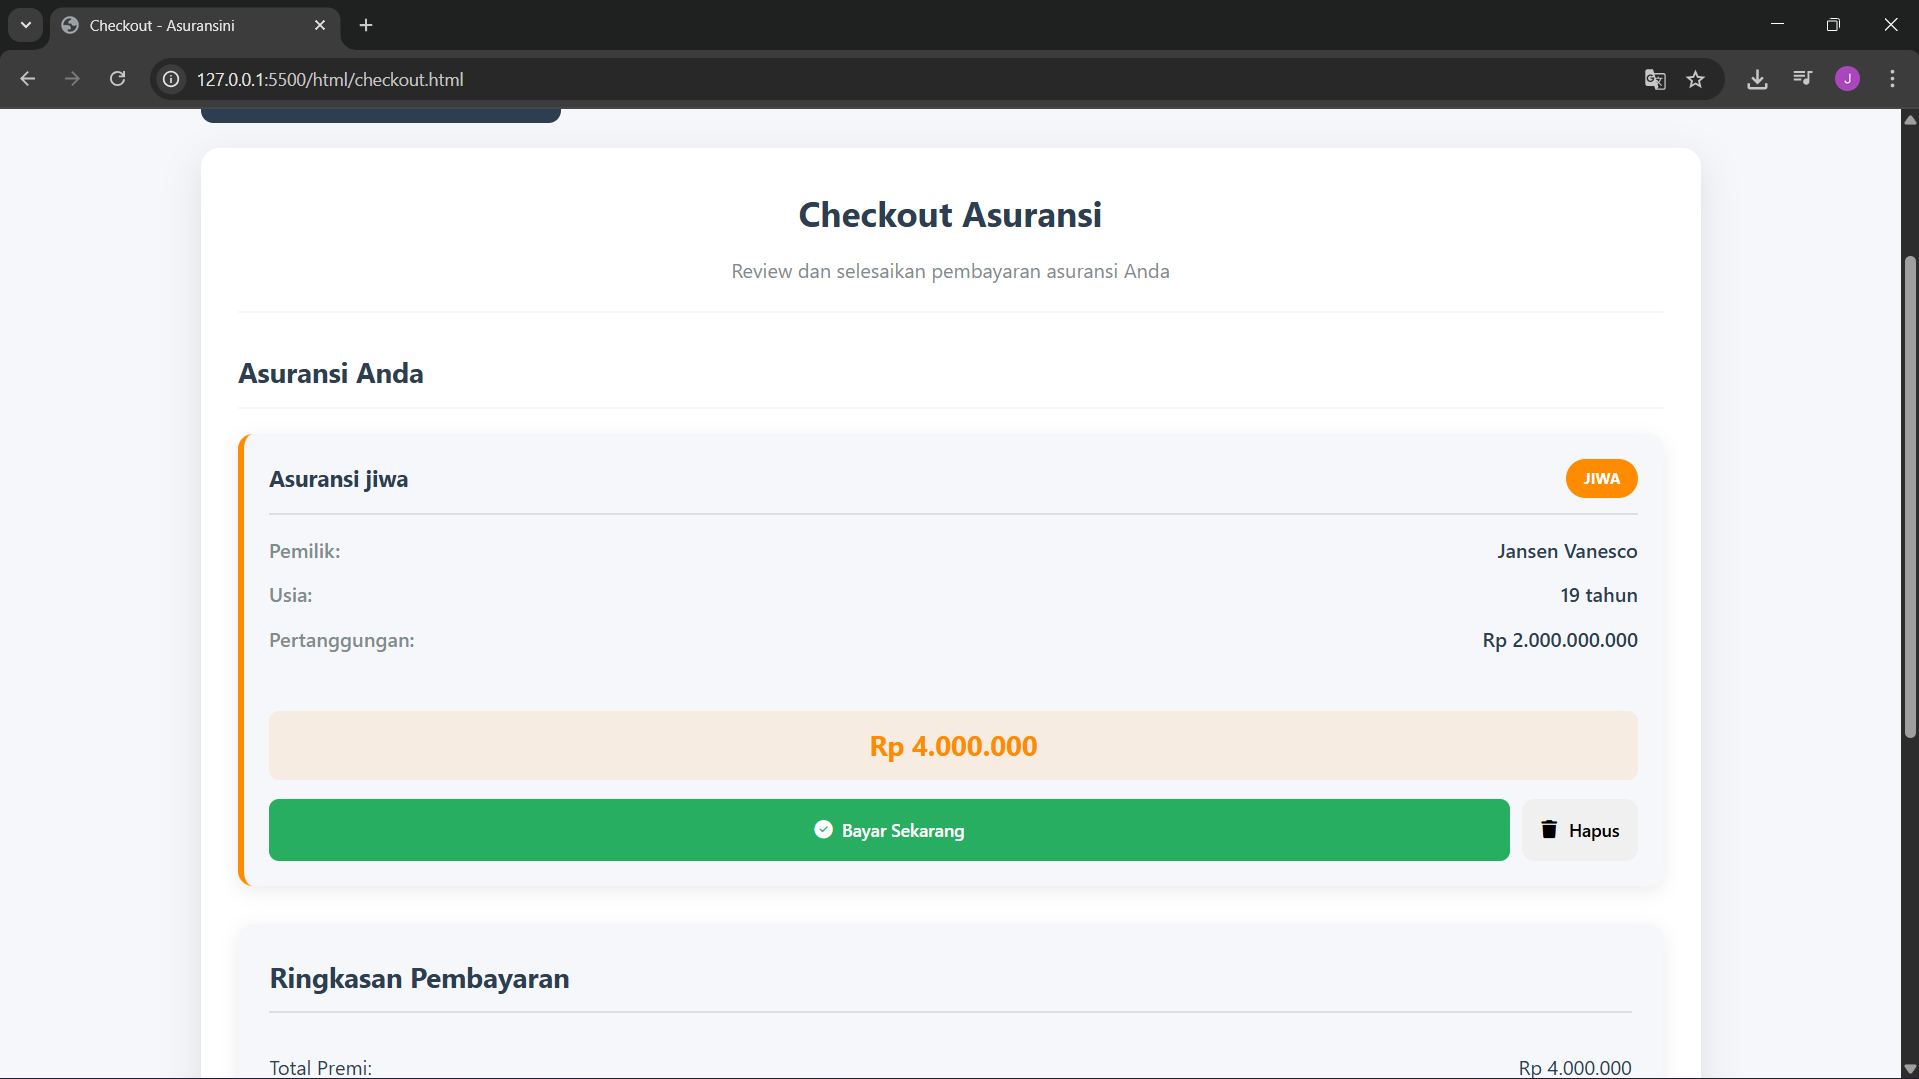 Checkout - Asuransini
127.0.0.1:5500/html/checkout.html
J
Checkout Asuransi
Review dan selesaikan pembayaran asuransi Anda
Asuransi Anda
Asuransi jiwa
JIWA
Pemilik:
Jansen Vanesco
Usia:
19 tahun
Pertanggungan:
Rp 2.000.000.000
Rp 4.000.000
Bayar Sekarang
Hapus
Ringkasan Pembayaran
Total Premi:
Rp 4.000.000